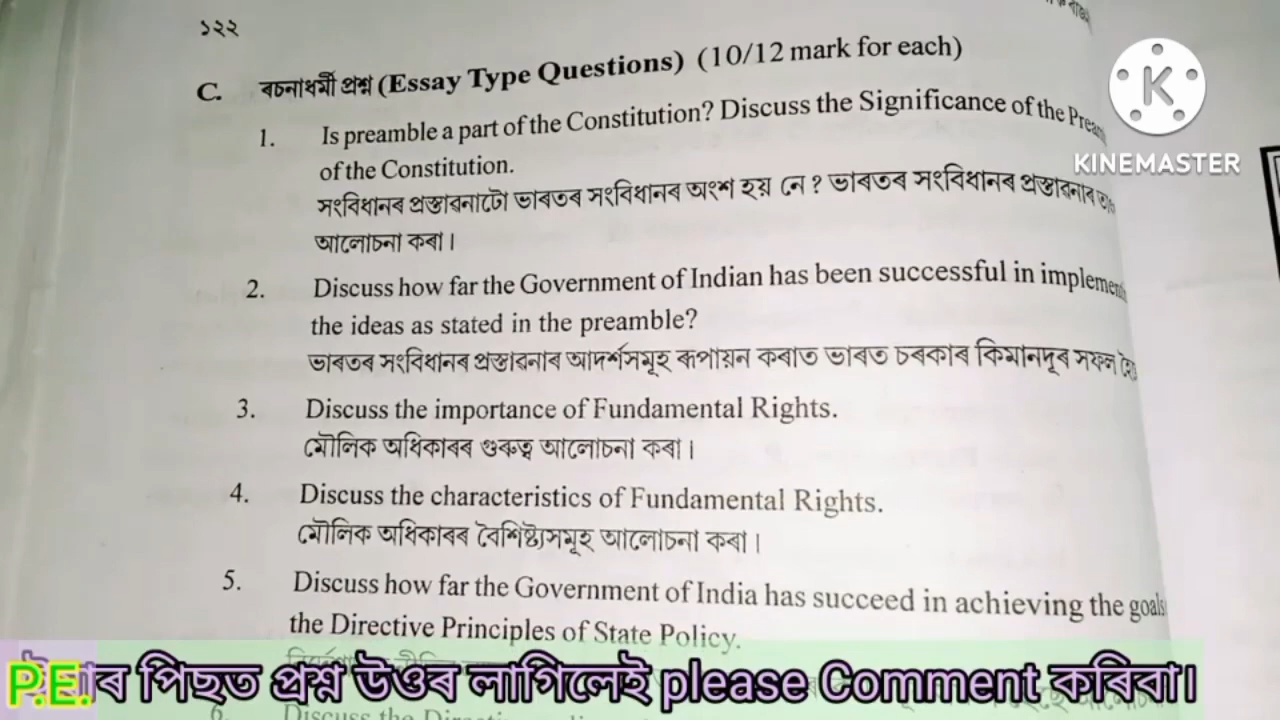 ১২২
C. ৰচনাধৰ্মী প্ৰশ্ন (Essay Type Questions) (10/12 mark for each)
KINEMASTER
1. Is preamble a part of the Constitution? Discuss the Significance of the
of the Constitution.
সংবিধানৰ প্ৰস্তাৱনাটো ভাৰতৰ সংবিধানৰ অংশ হয় নে ? ভাৰতৰ সংবিধানৰ প্ৰস্তাৱনাৰ
আলোচনা কৰা।
2. Discuss how far the Government of Indian has been successful in
the ideas as stated in the preamble?
ভাৰতৰ সংবিধানৰ প্ৰস্তাৱনাৰ আদৰ্শসমূহ ৰূপায়ন কৰাত ভাৰত চৰকাৰ কিমানদূৰ সফল
3. Discuss the importance of Fundamental Rights.
মৌলিক অধিকাৰৰ গুৰুত্ব আলোচনা কৰা।
4. Discuss the characteristics of Fundamental Rights.
মৌলিক অধিকাৰৰ বৈশিষ্ট্যসমূহ আলোচনা কৰা।
5. Discuss how far the Government of India has succeed in achieving the goals
the Directive Principles of State Policy.
P.E. পিছত প্ৰশ্ন উত্তৰ লাগিলেই please Comment কৰিবা।
6. Discuss the